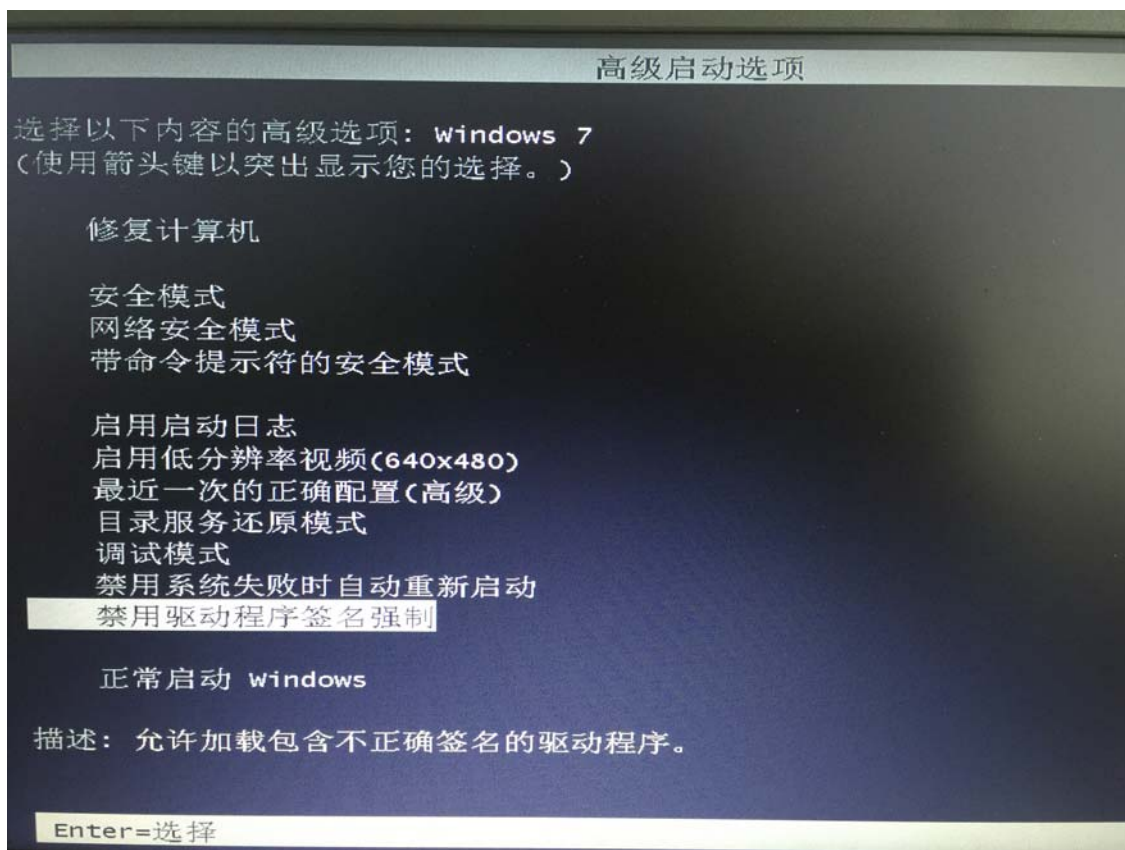 高级启动选项
选择以下内容的高级选项: Windows 7
(使用箭头键以突出显示您的选择。)
修复计算机
安全模式
网络安全模式
带命令提示符的安全模式
启用启动日志
启用低分辨率视频(640x480)
最近一次的正确配置(高级)
目录服务还原模式
调试模式
禁用系统失败时自动重新启动
禁用驱动程序签名强制
正常启动 Windows
描述: 允许加载包含不正确签名的驱动程序。
Enter=选择